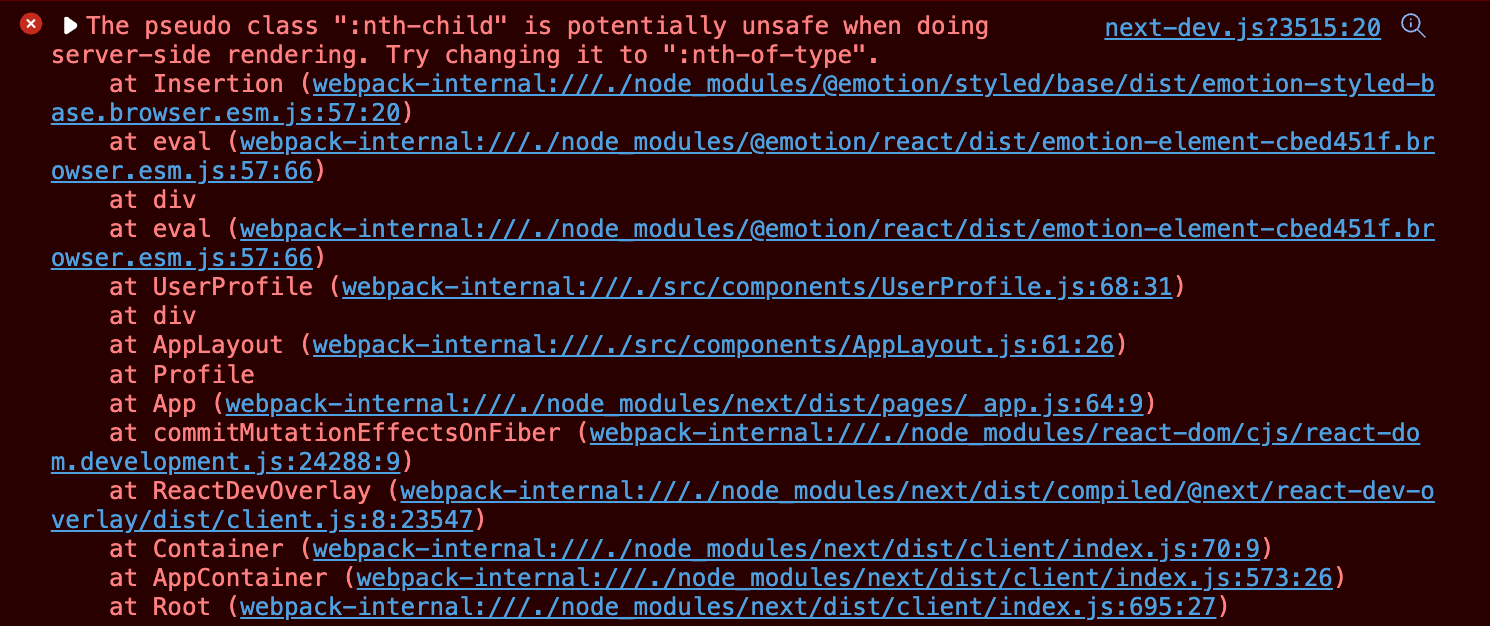 The pseudo class ":nth-child" is potentially unsafe when doing next-dev.js?3515:20
server-side rendering. Try changing it to ":nth-of-type".
at Insertion (webpack-internal:///./node_modules/@emotion/styled/base/dist/emotion-styled-b
ase.browser.esm.js:57:20)
at eval (webpack-internal:///./node_modules/@emotion/react/dist/emotion-element-cbed451f.br
owser.esm.js:57:66)
at div
at eval (webpack-internal:///./node_modules/@emotion/react/dist/emotion-element-cbed451f.br
owser.esm.js:57:66)
at UserProfile (webpack-internal:///./src/components/UserProfile.js:68:31)
at div
at AppLayout (webpack-internal:///./src/components/AppLayout.js:61:26)
at Profile
at App (webpack-internal:///./node_modules/next/dist/pages/_app.js:64:9)
at commitMutationEffectsOnFiber (webpack-internal:///./node_modules/react-dom/cjs/react-do
m.development.js:24288:9)
at ReactDevOverlay (webpack-internal:///./node_modules/next/dist/compiled/@next/react-dev-o
verlay/dist/client.js:8:23547)
at Container (webpack-internal:///./node_modules/next/dist/client/index.js:70:9)
at AppContainer (webpack-internal:///./node_modules/next/dist/client/index.js:573:26)
at Root (webpack-internal:///./node_modules/next/dist/client/index.js:695:27)